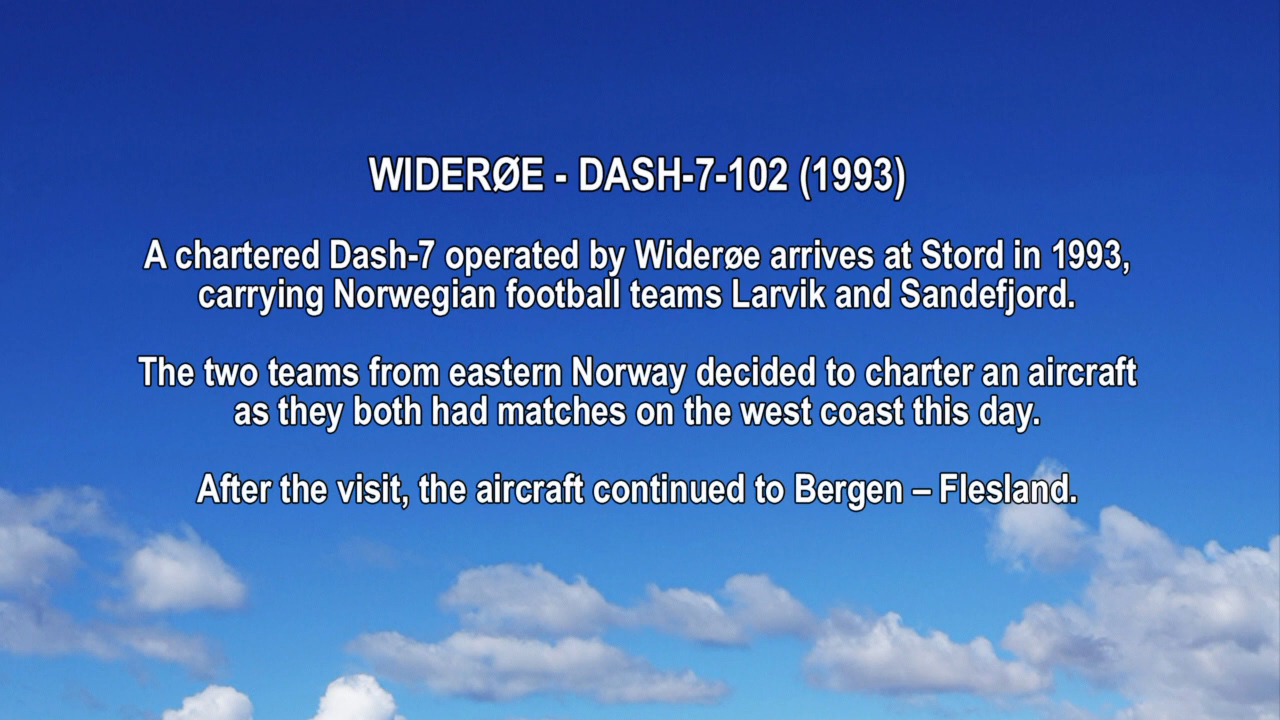 WIDERØE - DASH-7-102 (1993)
A chartered Dash-7 operated by Widerøe arrives at Stord in 1993,
carrying Norwegian football teams Larvik and Sandefjord.
The two teams from eastern Norway decided to charter an aircraft
as they both had matches on the west coast this day.
After the visit, the aircraft continued to Bergen – Flesland.